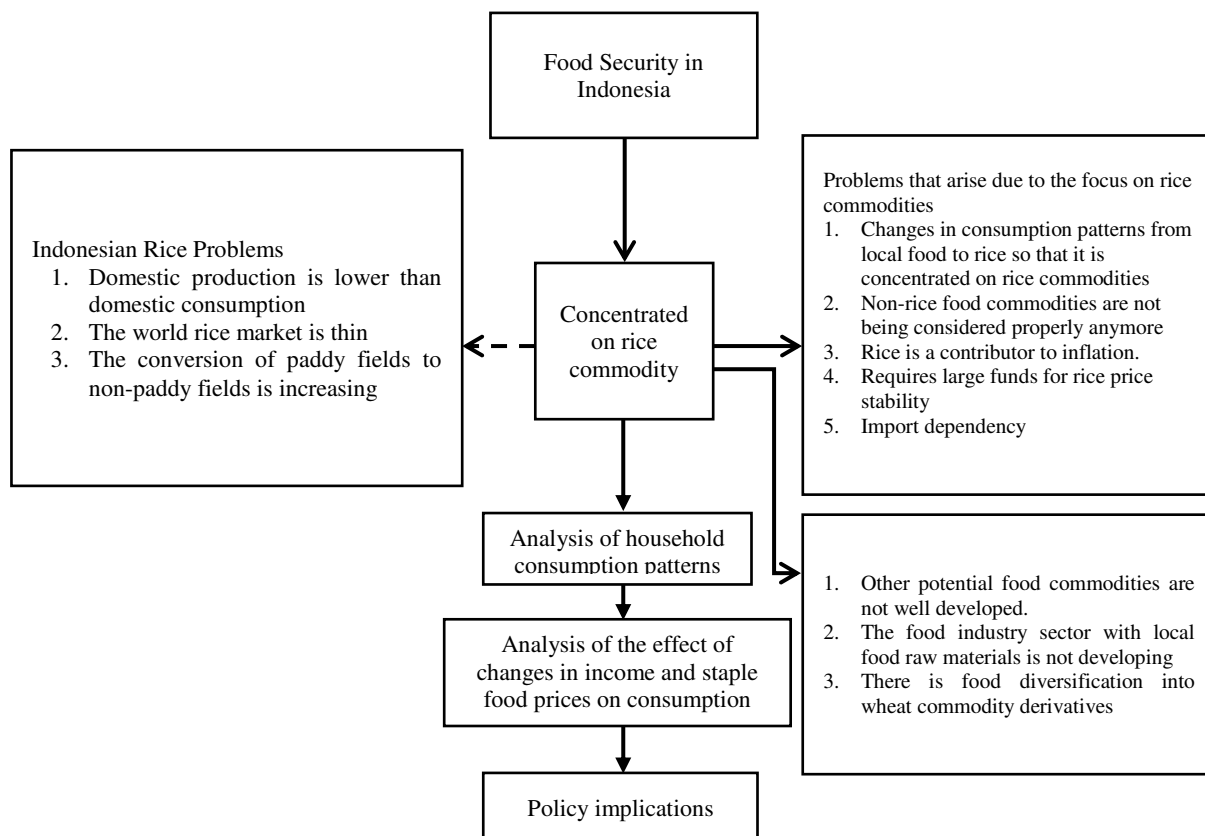 Food Security in
Indonesia
Indonesian Rice Problems
1. Domestic production is lower than
domestic consumption
2. The world rice market is thin
3. The conversion of paddy fields to
non-paddy fields is increasing
Concentrated
on rice
commodity
Problems that arise due to the focus on rice
commodities
1. Changes in consumption patterns from
local food to rice so that it is
concentrated on rice commodities
2. Non-rice food commodities are not
being considered properly anymore
3. Rice is a contributor to inflation.
4. Requires large funds for rice price
stability
5. Import dependency
Analysis of household
consumption patterns
1. Other potential food commodities are
not well developed.
2. The food industry sector with local
food raw materials is not developing
3. There is food diversification into
wheat commodity derivatives
Analysis of the effect of
changes in income and staple
food prices on consumption
Policy implications